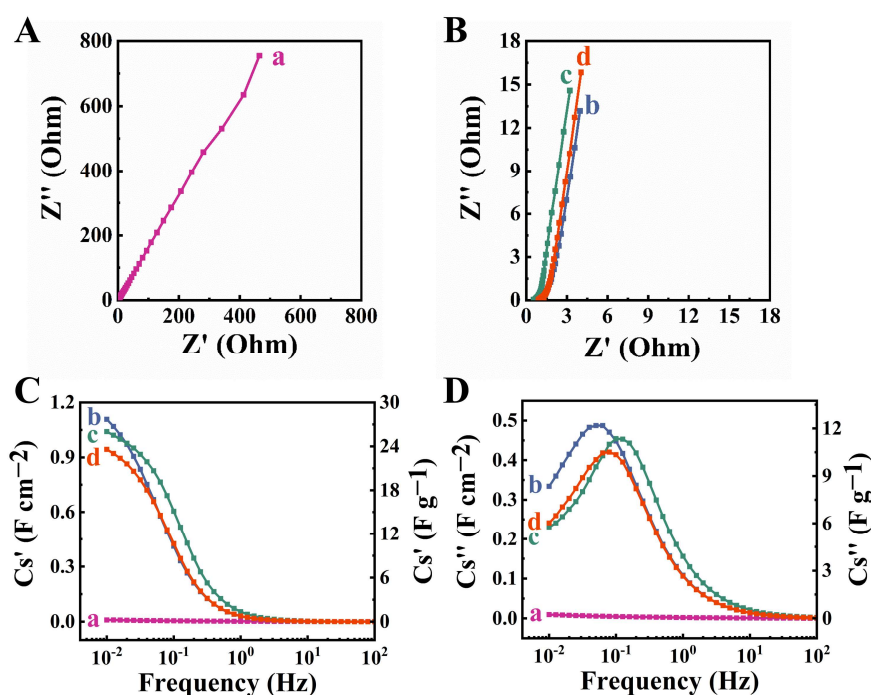 A
B
800
600
400
200
0
Z'' (Ohm)
a
0 200 400 600 800
Z' (Ohm)
18
15
12
9
6
3
0
Z'' (Ohm)
c d b
0 3 6 9 12 15 18
Z' (Ohm)
C
D
1.2
0.9
0.6
0.3
0.0
Cs' (F cm⁻²)
b
c
d
a
30
24
18
12
6
0
Cs' (F g⁻¹)
10⁻² 10⁻¹ 10⁰ 10¹ 10²
Frequency (Hz)
0.5
0.4
0.3
0.2
0.1
0.0
Cs'' (F cm⁻²)
b
d
c
a
12
9
6
3
0
Cs'' (F g⁻¹)
10⁻² 10⁻¹ 10⁰ 10¹ 10²
Frequency (Hz)